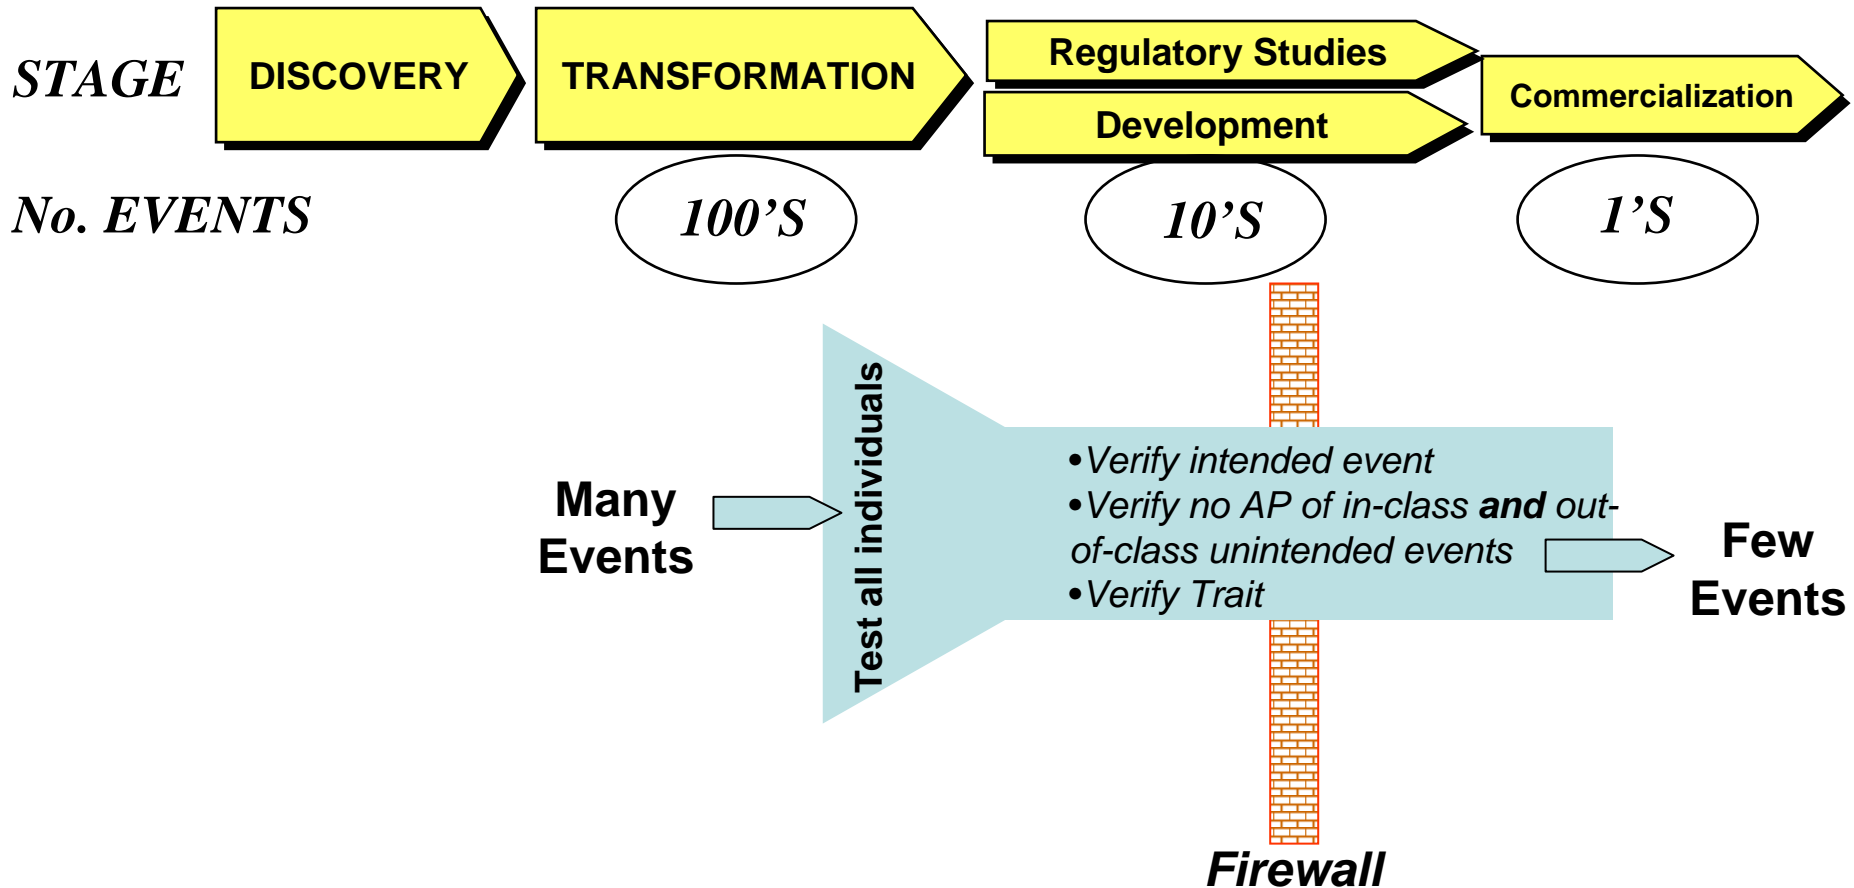 STAGE
DISCOVERY
TRANSFORMATION
Regulatory Studies
Development
Commercialization
No. EVENTS
100’S
10’S
1’S
Many
Events
Test all individuals
•Verify intended event
•Verify no AP of in-class and out-
of-class unintended events
•Verify Trait
Few
Events
Firewall